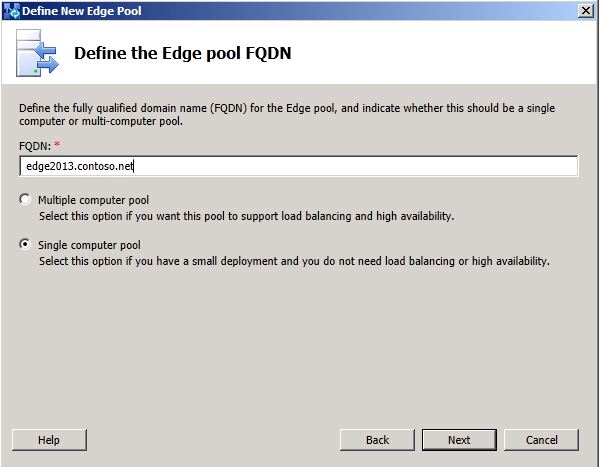 Define New Edge Pool
Define the Edge pool FQDN
Define the fully qualified domain name (FQDN) for the Edge pool, and indicate whether this should be a single
computer or multi-computer pool.
FQDN: *
edge2013.contoso.net
Multiple computer pool
Select this option if you want this pool to support load balancing and high availability.
Single computer pool
Select this option if you have a small deployment and you do not need load balancing or high availability.
Help
Back
Next
Cancel